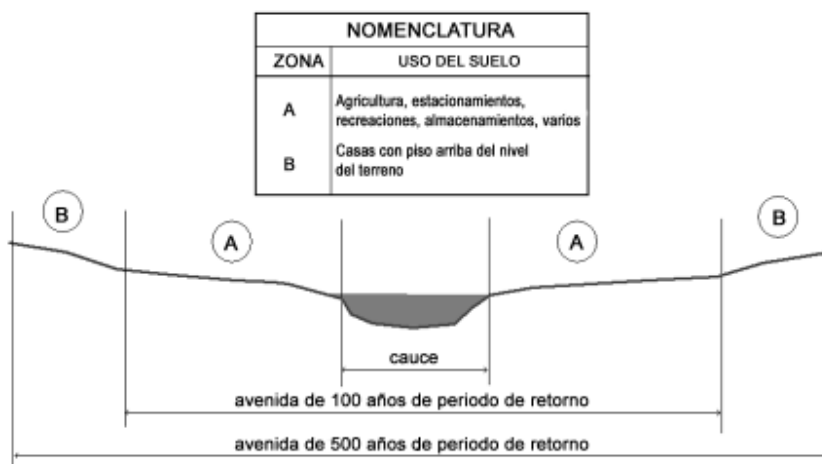 NOMENCLATURA
ZONA USO DEL SUELO
A Agricultura, estacionamientos,
recreaciones, almacenamientos, varios
B Casas con piso arriba del nivel
del terreno
B A A B
cauce
avenida de 100 años de periodo de retorno
avenida de 500 años de periodo de retorno